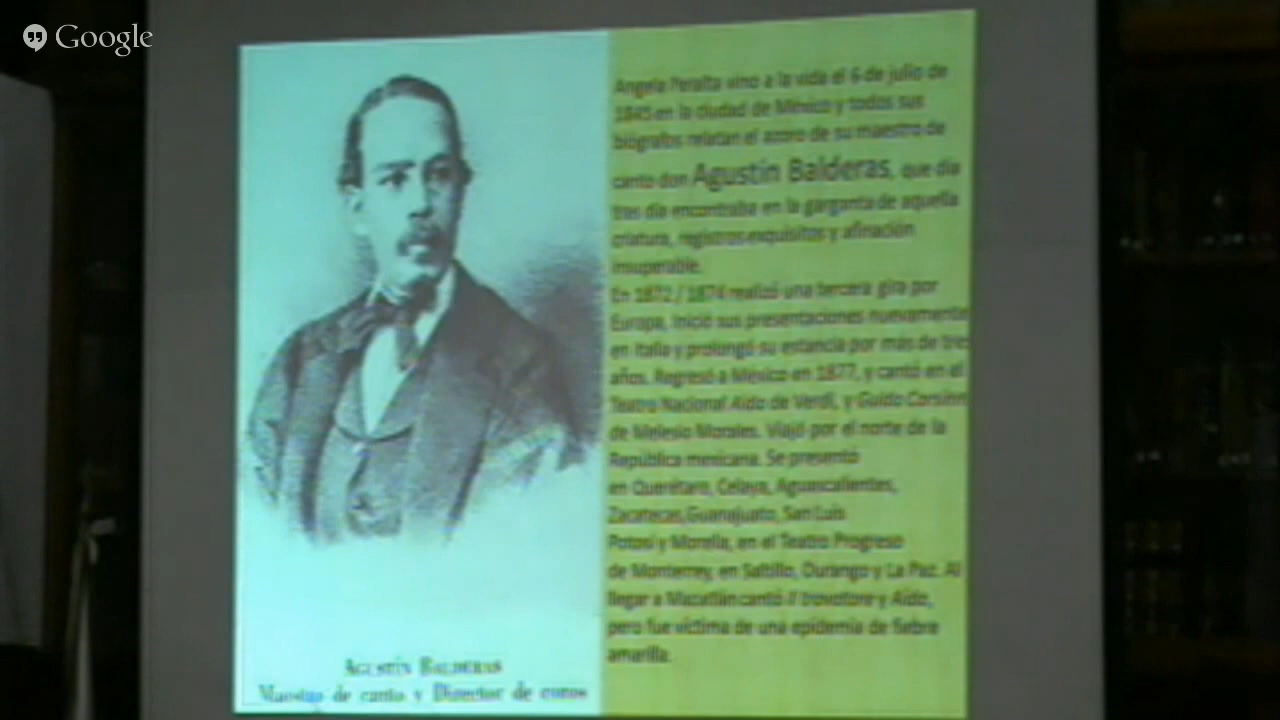 Google
Angela Peralta vino a la vida el 6 de julio de
1845 en la ciudad de México y todos sus
biógrafos relatan el azoro de su maestro de
canto don Agustín Balderas, que día
tras día encontraba en la garganta de aquella
criatura, registros exquisitos y afinación
insuperable.
En 1872 / 1874 realizó una tercera gira por
Europa. Inició sus presentaciones nuevamente
en Italia y prolongó su estancia por más de tres
años. Regresó a México en 1877, y cantó en el
Teatro Nacional Aida de Verdi, y Guido Corsinri
de Melesio Morales. Viajó por el norte de la
República mexicana. Se presentó
en Querétaro, Celaya, Aguascalientes,
Zacatecas, Guanajuato, San Luis
Potosí y Morelia, en el Teatro Progreso
de Monterrey, en Saltillo, Durango y La Paz. Al
llegar a Mazatlán cantó Il trovatore y Aida,
pero fue víctima de una epidemia de fiebre
amarilla.
AGUSTÍN BALDERAS
Maestro de canto y Director de coros